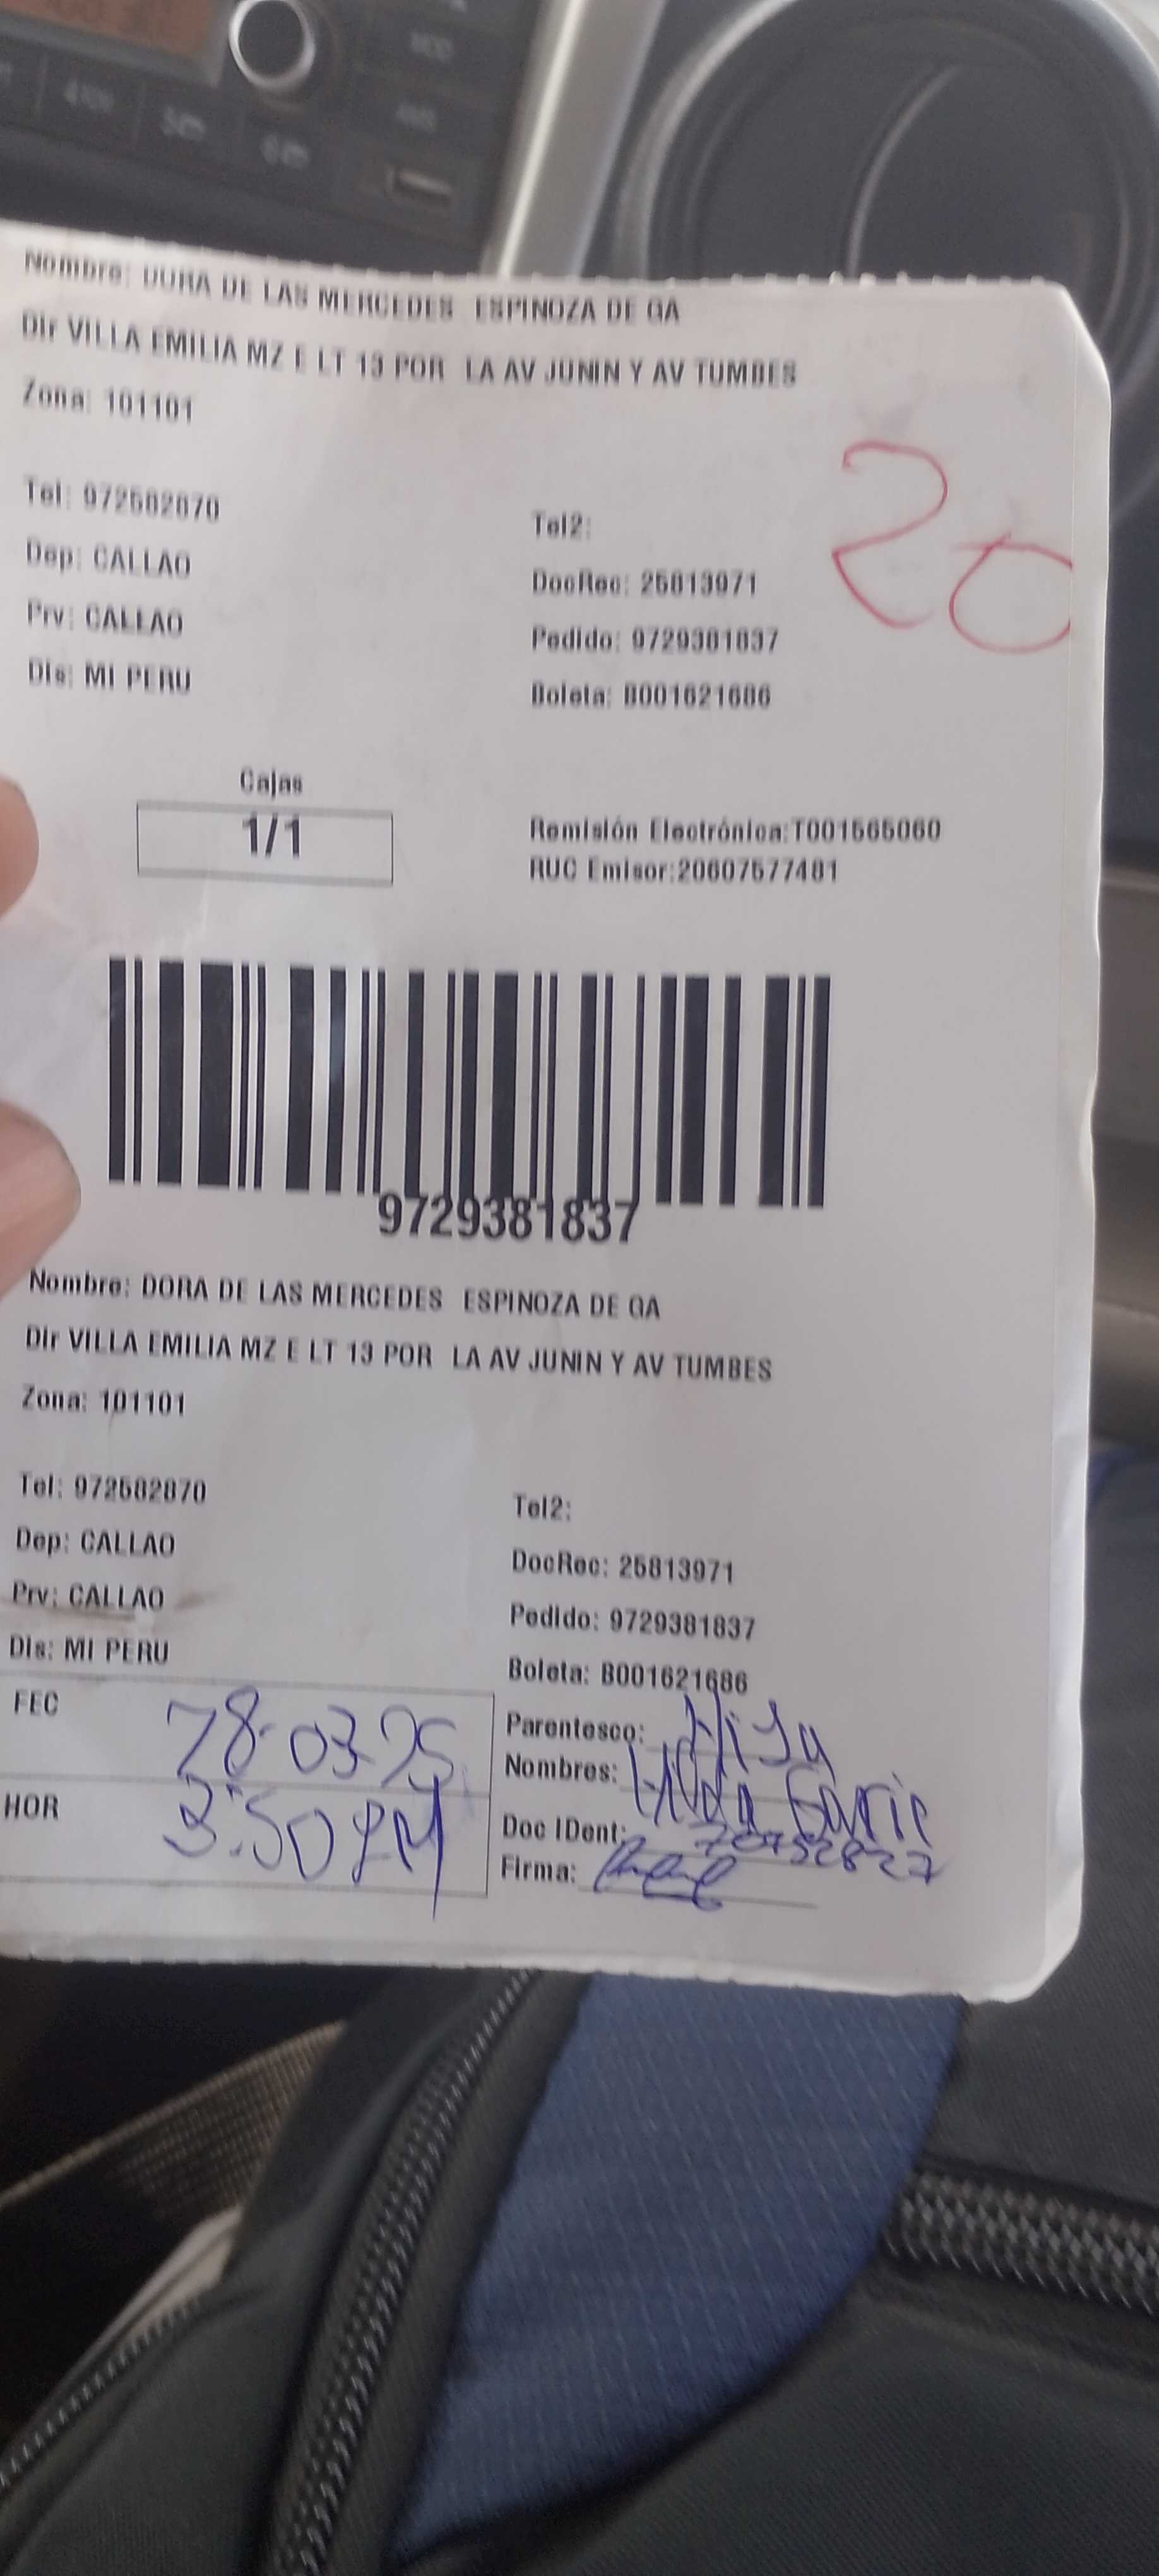 Nombre: DORA DE LAS MERCEDES ESPINOZA DE GA
Dir VILLA EMILIA MZ E LT 13 POR LA AV JUNIN Y AV TUMBES
Zona: 101101
20
Tel: 972582870
Tel2:
Dep: CALLAO
DocRec: 25813971
Prv: CALLAO
Pedido: 9729381837
Dis: MI PERU
Boleta: B001621686
Cajas
1/1
Remisión Electrónica:T001565060
RUC Emisor:20607577481
9729381837
Nombre: DORA DE LAS MERCEDES ESPINOZA DE GA
Dir VILLA EMILIA MZ E LT 13 POR LA AV JUNIN Y AV TUMBES
Zona: 101101
Tel: 972582870
Tel2:
Dep: CALLAO
DocRec: 25813971
Prv: CALLAO
Pedido: 9729381837
Dis: MI PERU
Boleta: B001621686
FEC 28-03-25
Parentesco: Hija
Nombres: Hilda
HOR 3:50 PM
Doc IDent:
Firma: